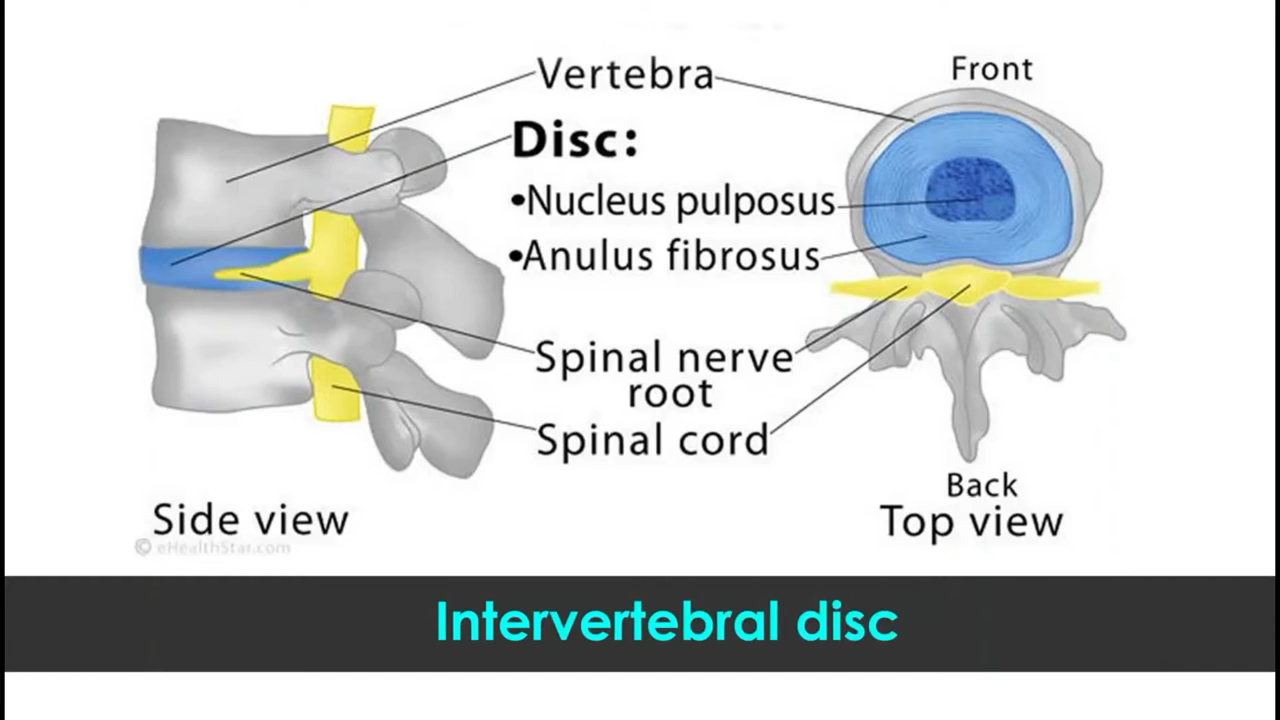 Vertebra
Front
Disc:
•Nucleus pulposus
•Anulus fibrosus
Spinal nerve
root
Spinal cord
Back
Side view
Top view
© eHealthStar.com
Intervertebral disc